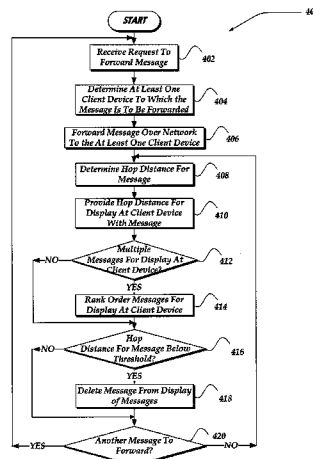 START
Receive Request To
Forward Message
402
Determine At Least One
Client Device To Which the
Message Is To Be Forwarded
404
Forward Message Over Network
To the At Least One Client Device
406
Determine Hop Distance For
Message
408
Provide Hop Distance For
Display At Client Device
With Message
410
Multiple
Messages For Display At
Client Device?
412
NO
YES
Rank Order Messages For
Display At Client Device
414
Hop
Distance For Message Below
Threshold?
416
NO
YES
Delete Message From Display
of Messages
418
Another Message To
Forward?
420
YES
NO